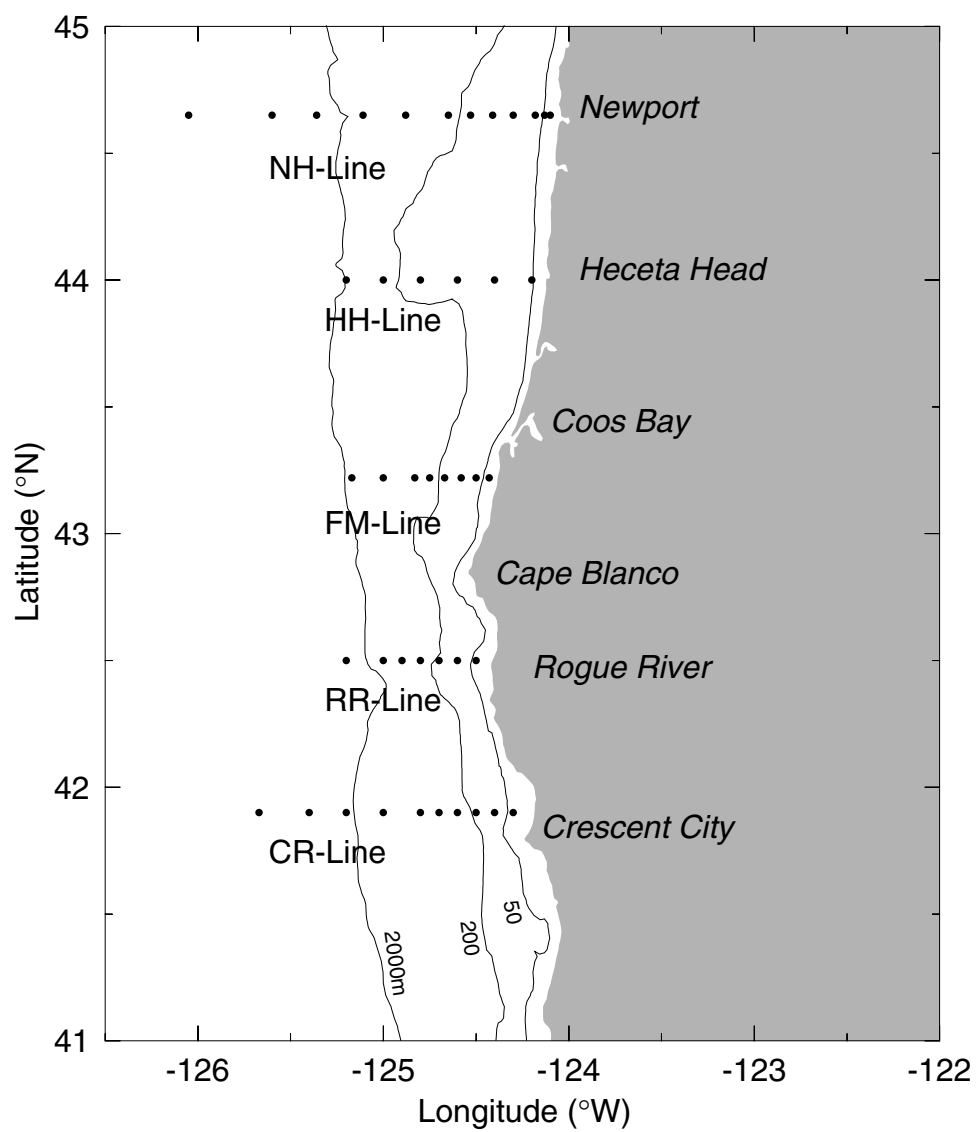 45
Newport
NH-Line
Heceta Head
44
HH-Line
Coos Bay
Latitude (°N)
FM-Line
43
Cape Blanco
Rogue River
RR-Line
42
Crescent City
CR-Line
50
200
2000m
41
-126 -125 -124 -123 -122
Longitude (°W)